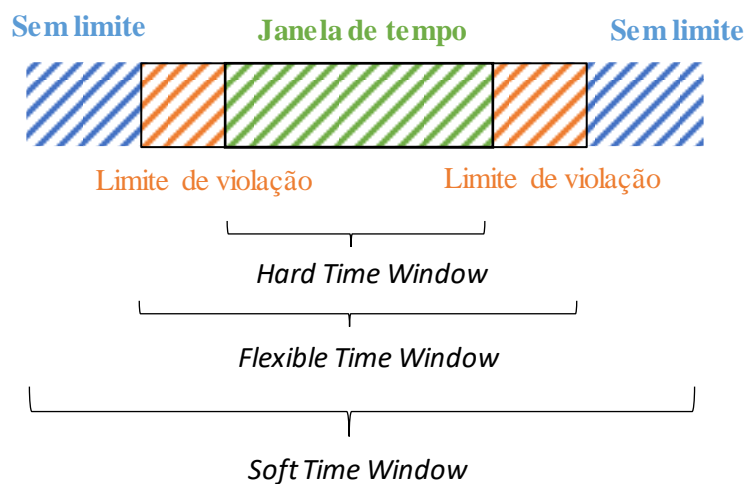 Sem limite
Janela de tempo
Sem limite
Limite de violação
Limite de violação
Hard Time Window
Flexible Time Window
Soft Time Window